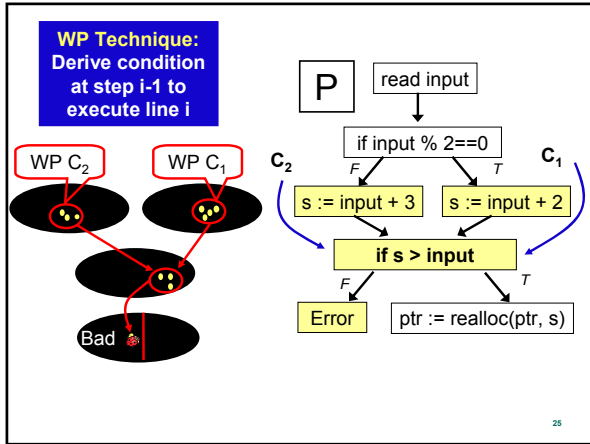 WP Technique:
Derive condition
at step i-1 to
execute line i
P
read input
if input % 2==0
C2
C1
F
T
WP C2
WP C1
s := input + 3
s := input + 2
if s > input
F
T
Error
ptr := realloc(ptr, s)
Bad
25